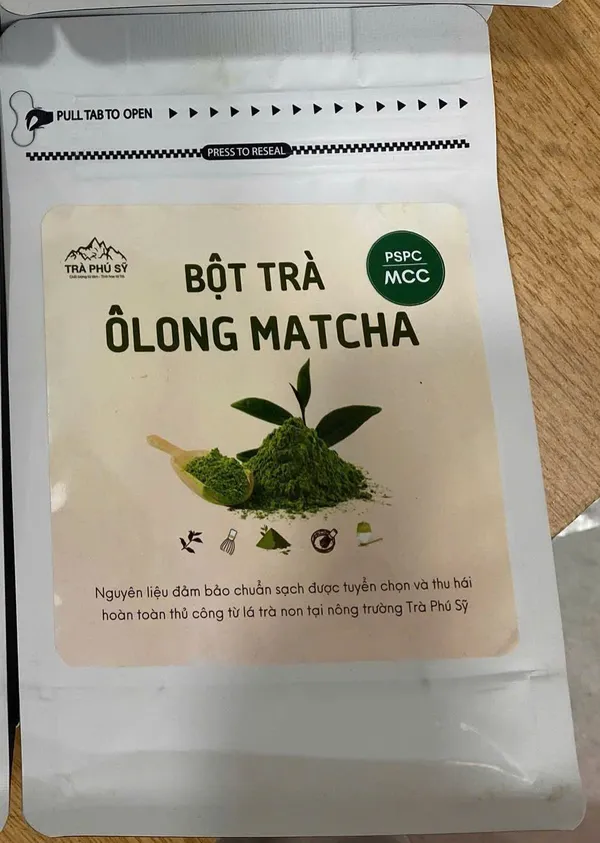 PULL TAB TO OPEN
PRESS TO RESEAL
TRÀ PHÚ SỸ
PSPC
MCC
BỘT TRÀ
ÔLONG MATCHA
Nguyên liệu đảm bảo chuẩn sạch được tuyển chọn và thu hái
hoàn toàn thủ công từ lá trà non tại nông trường Trà Phú Sỹ